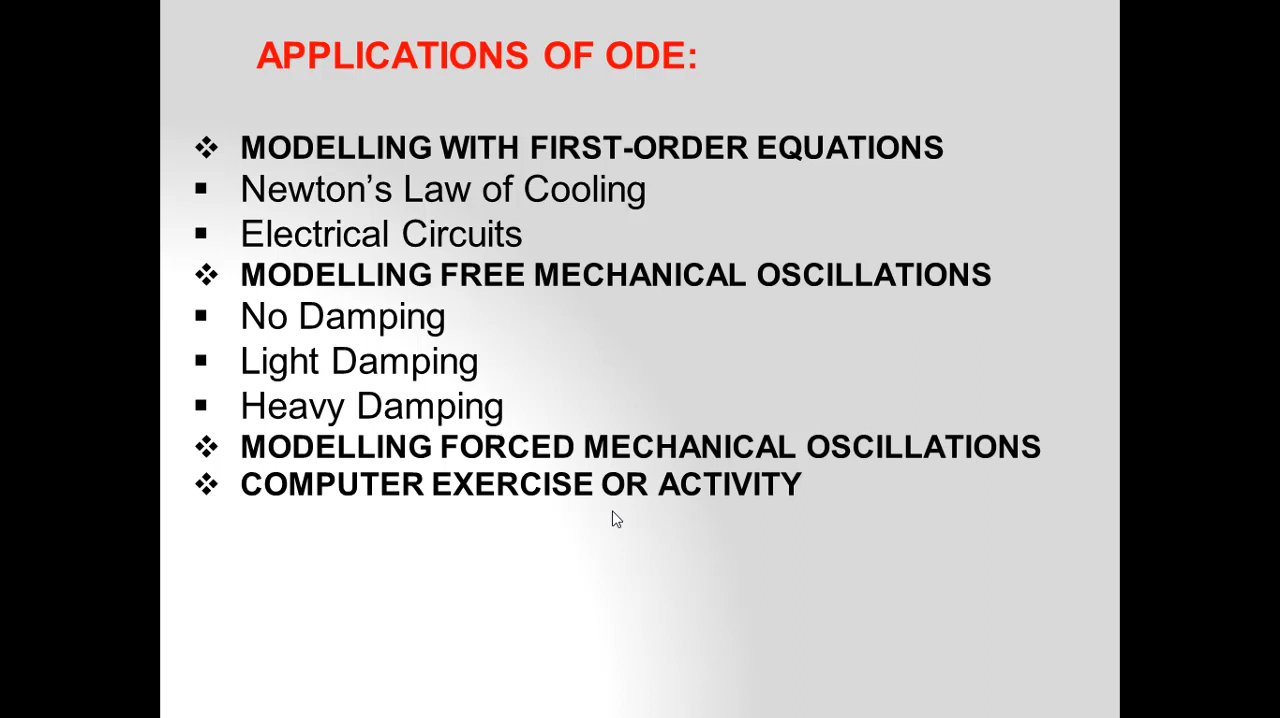 APPLICATIONS OF ODE:
❖ MODELLING WITH FIRST-ORDER EQUATIONS
▪ Newton’s Law of Cooling
▪ Electrical Circuits
❖ MODELLING FREE MECHANICAL OSCILLATIONS
▪ No Damping
▪ Light Damping
▪ Heavy Damping
❖ MODELLING FORCED MECHANICAL OSCILLATIONS
❖ COMPUTER EXERCISE OR ACTIVITY